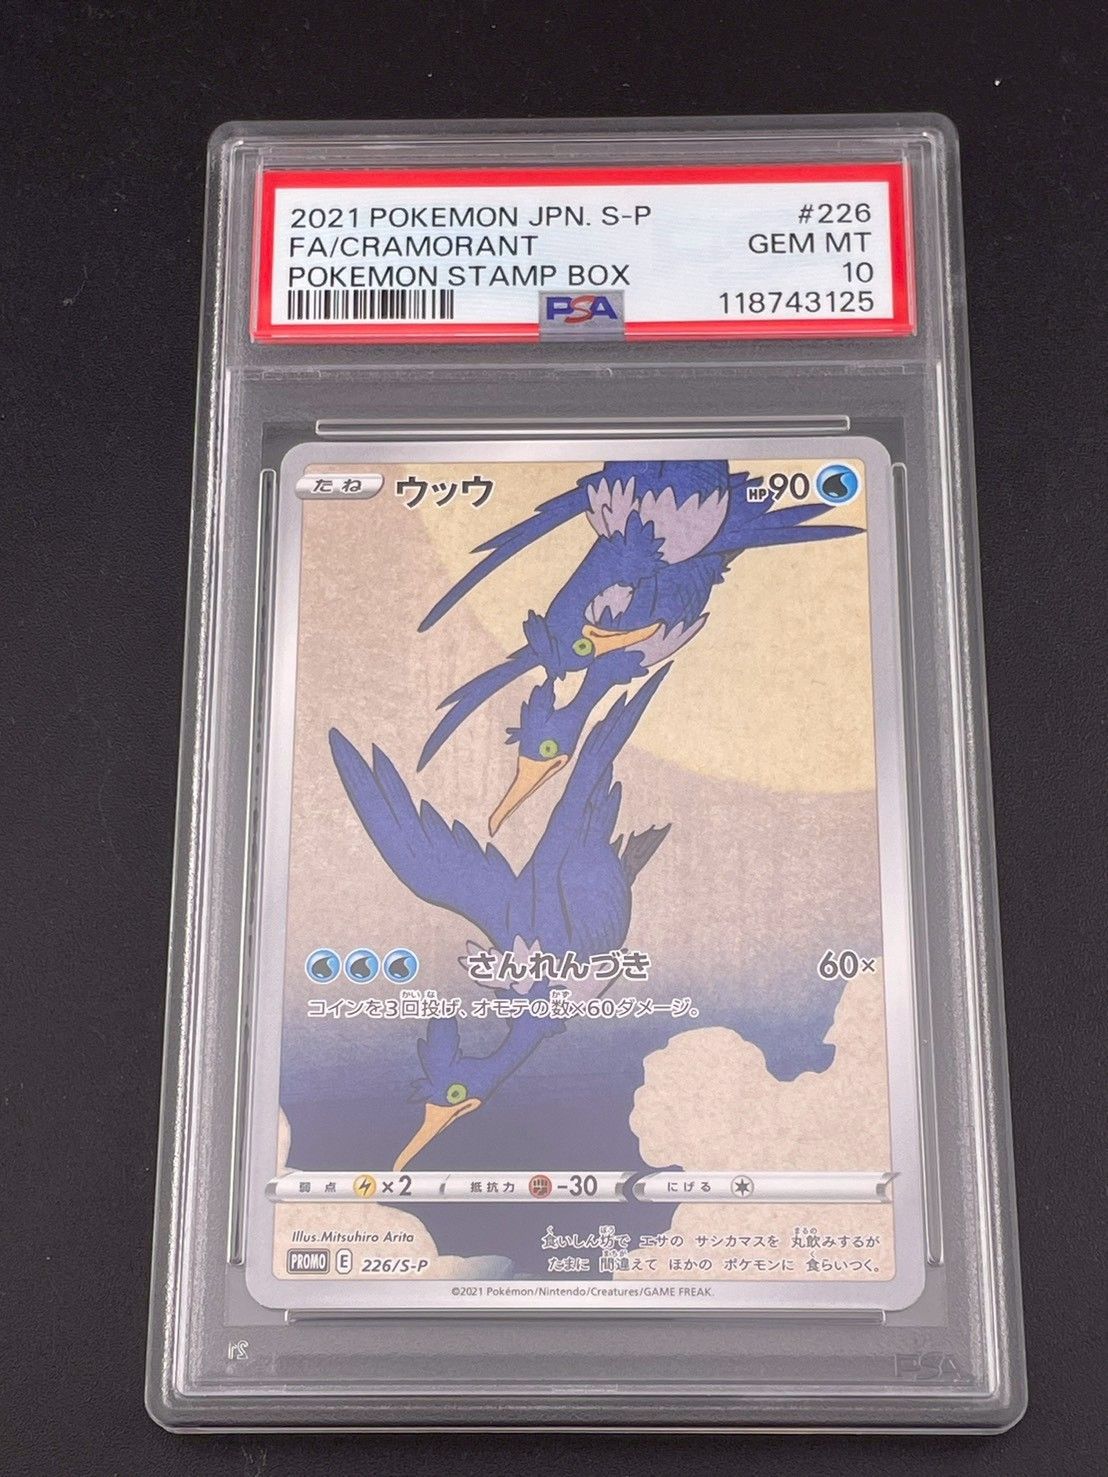 2021 POKEMON JPN. S-P #226
FA/CRAMORANT GEM MT
POKEMON STAMP BOX 10
PSA 118743125
たね ウッウ HP90
さんれんづき 60×
コインを3回投げ、オモテの数×60ダメージ。
弱点 ×2 抵抗力 -30 にげる
Illus.Mitsuhiro Arita
食いしん坊で エサの サシカマスを 丸飲みするが
PROMO E 226/S-P たまに 間違えて ほかの ポケモンに 食らいつく。
©2021 Pokémon/Nintendo/Creatures/GAME FREAK.
PSA